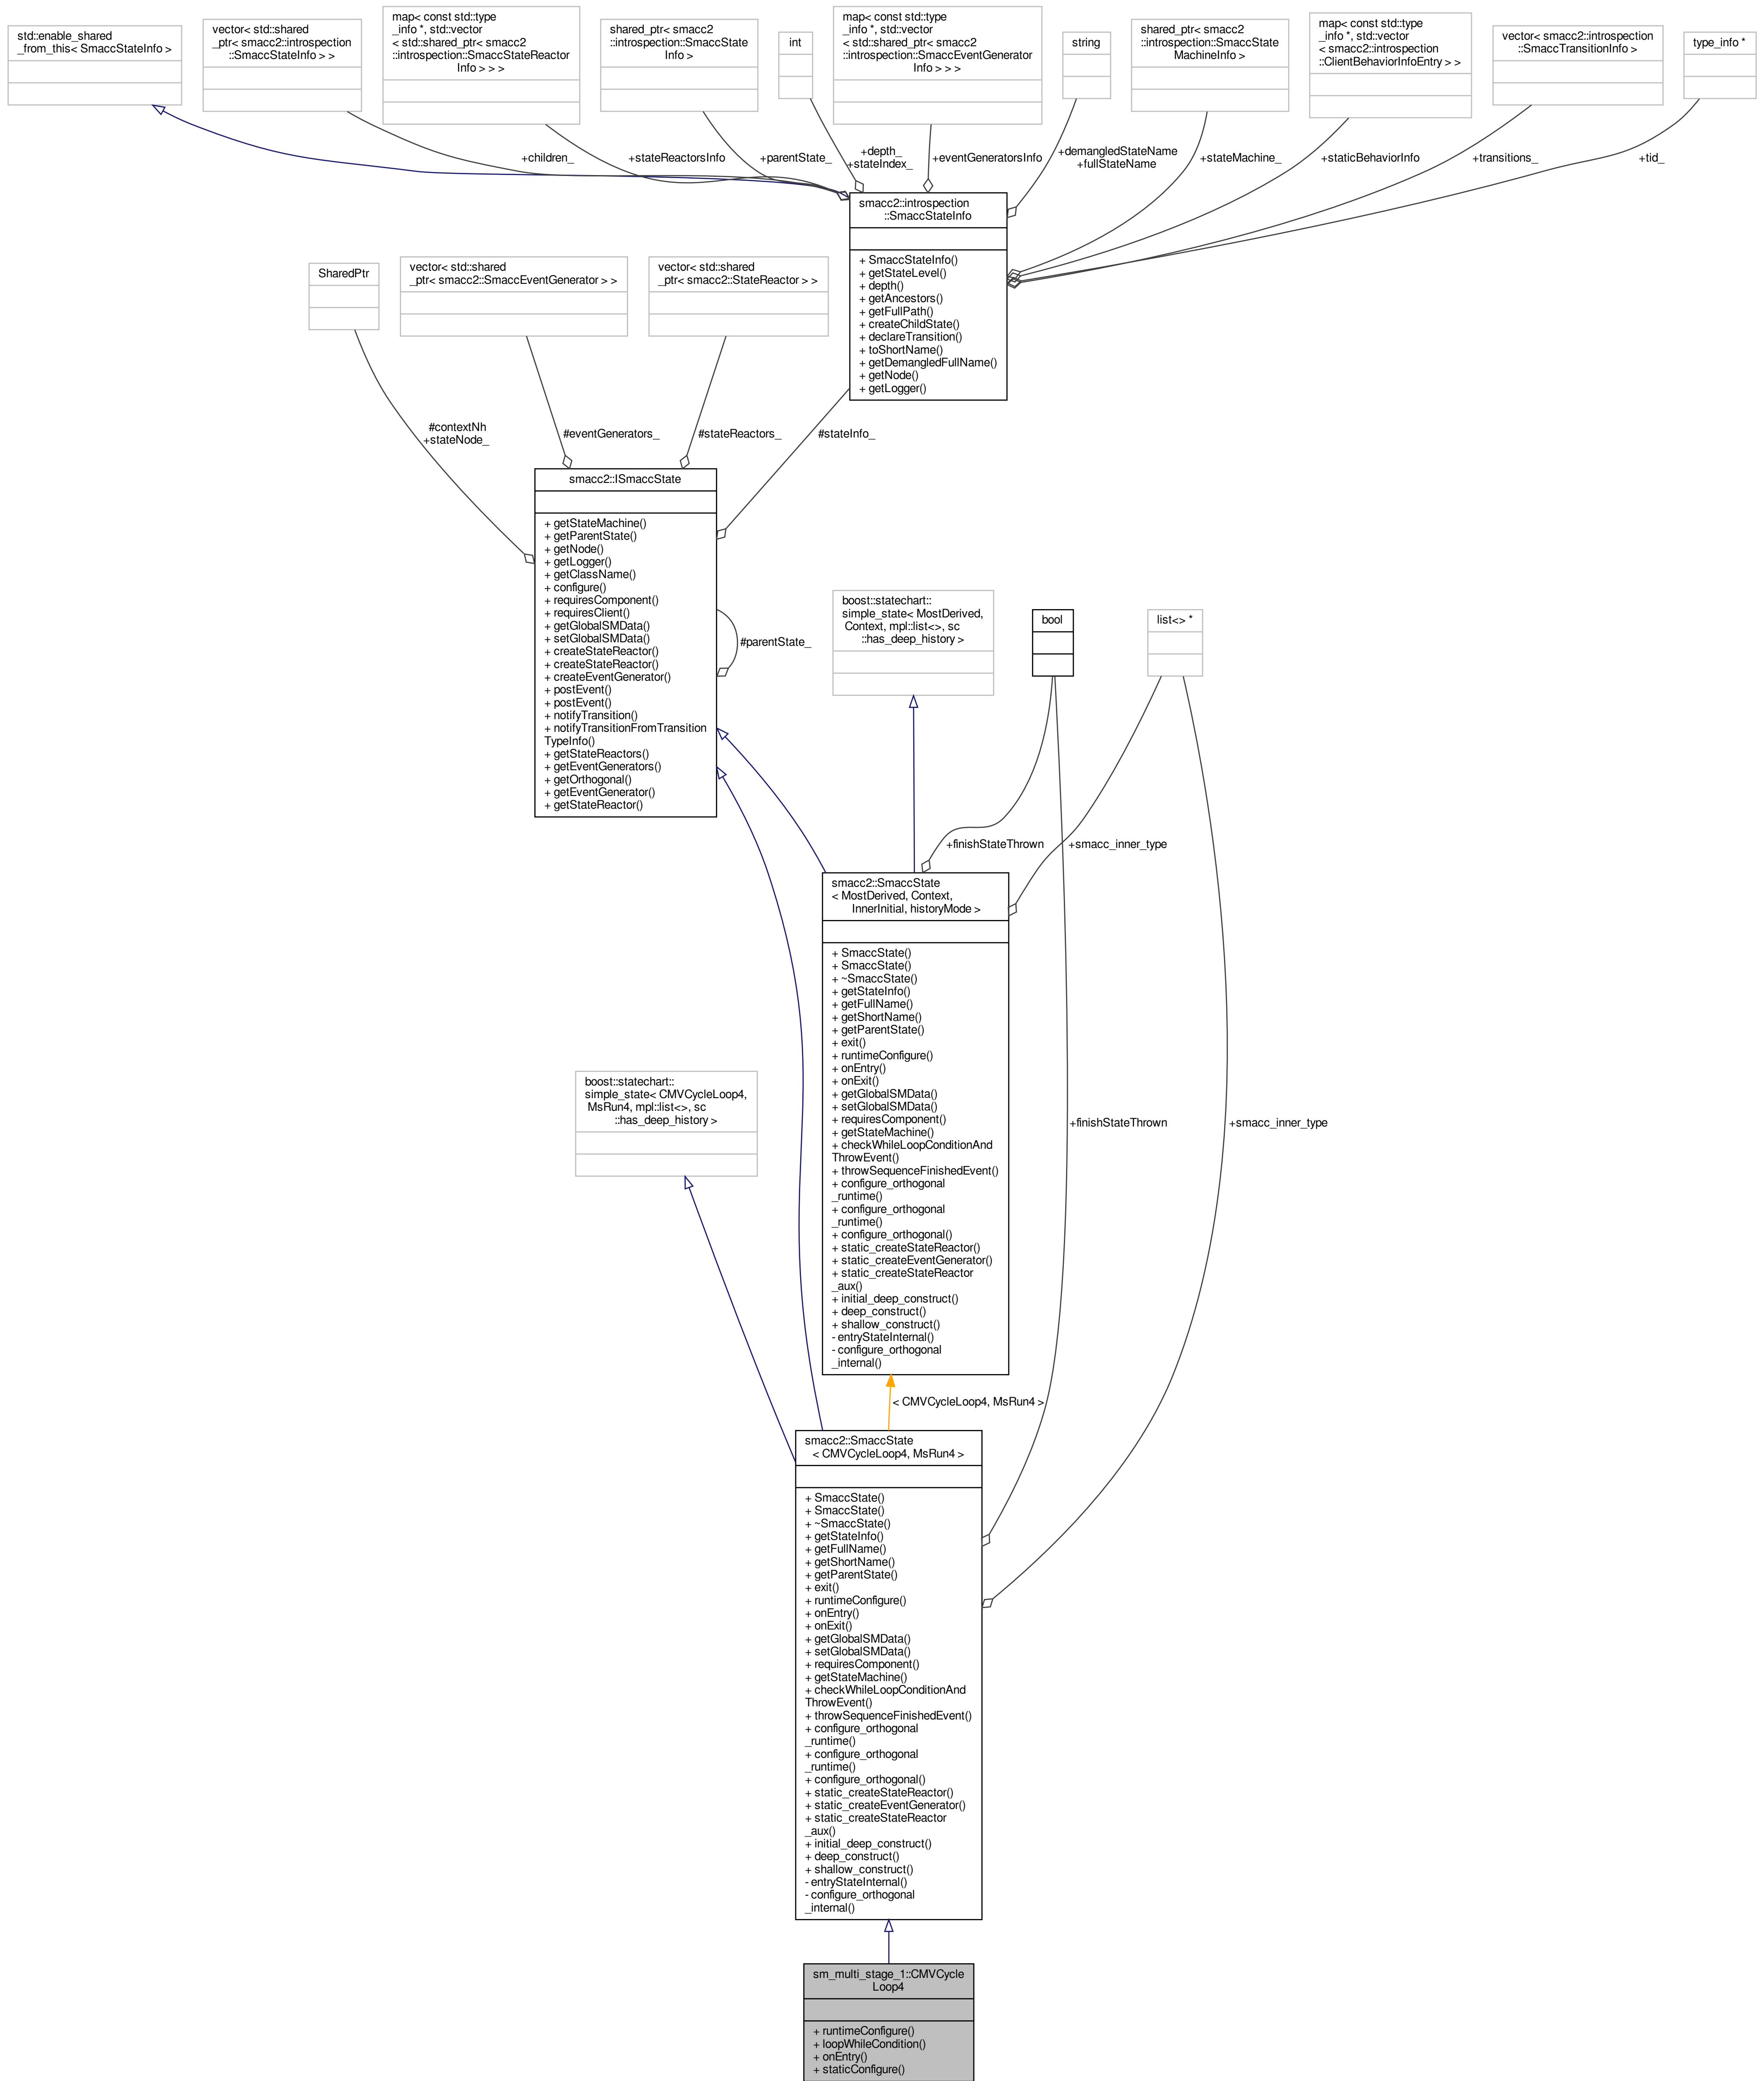 std::enable_shared
_from_this< SmaccStateInfo >
vector< std::shared
_ptr< smacc2::introspection
::SmaccStateInfo > >
map< const std::type
_info *, std::vector
< std::shared_ptr< smacc2
::introspection::SmaccStateReactor
Info > > >
shared_ptr< smacc2
::introspection::SmaccState
Info >
int
map< const std::type
_info *, std::vector
< std::shared_ptr< smacc2
::introspection::SmaccEventGenerator
Info > > >
string
shared_ptr< smacc2
::introspection::SmaccState
MachineInfo >
map< const std::type
_info *, std::vector
< smacc2::introspection
::ClientBehaviorInfoEntry > >
vector< smacc2::introspection
::SmaccTransitionInfo >
type_info *
+children_
+stateReactorsInfo
+parentState_
+depth_
+stateIndex_
+eventGeneratorsInfo
+demangledStateName
+fullStateName
+stateMachine_
+staticBehaviorInfo
+transitions_
+tid_
smacc2::introspection
::SmaccStateInfo
+ SmaccStateInfo()
+ getStateLevel()
+ depth()
+ getAncestors()
+ getFullPath()
+ createChildState()
+ declareTransition()
+ toShortName()
+ getDemangledFullName()
+ getNode()
+ getLogger()
SharedPtr
vector< std::shared
_ptr< smacc2::SmaccEventGenerator > >
vector< std::shared
_ptr< smacc2::StateReactor > >
#contextNh
+stateNode_
#eventGenerators_
#stateReactors_
#stateInfo_
smacc2::ISmaccState
+ getStateMachine()
+ getParentState()
+ getNode()
+ getLogger()
+ getClassName()
+ configure()
+ requiresComponent()
+ requiresClient()
+ getGlobalSMData()
+ setGlobalSMData()
+ createStateReactor()
+ createStateReactor()
+ createEventGenerator()
+ postEvent()
+ postEvent()
+ notifyTransition()
+ notifyTransitionFromTransition
TypeInfo()
+ getStateReactors()
+ getEventGenerators()
+ getOrthogonal()
+ getEventGenerator()
+ getStateReactor()
#parentState_
boost::statechart::
simple_state< MostDerived,
Context, mpl::list<>, sc
::has_deep_history >
bool
list<> *
+finishStateThrown
+smacc_inner_type
smacc2::SmaccState
< MostDerived, Context,
InnerInitial, historyMode >
+ SmaccState()
+ SmaccState()
+ ~SmaccState()
+ getStateInfo()
+ getFullName()
+ getShortName()
+ getParentState()
+ exit()
+ runtimeConfigure()
+ onEntry()
+ onExit()
+ getGlobalSMData()
+ setGlobalSMData()
+ requiresComponent()
+ getStateMachine()
+ checkWhileLoopConditionAnd
ThrowEvent()
+ throwSequenceFinishedEvent()
+ configure_orthogonal
_runtime()
+ configure_orthogonal
_runtime()
+ configure_orthogonal()
+ static_createStateReactor()
+ static_createEventGenerator()
+ static_createStateReactor
_aux()
+ initial_deep_construct()
+ deep_construct()
+ shallow_construct()
- entryStateInternal()
- configure_orthogonal
_internal()
boost::statechart::
simple_state< CMVCycleLoop4,
MsRun4, mpl::list<>, sc
::has_deep_history >
+finishStateThrown
+smacc_inner_type
< CMVCycleLoop4, MsRun4 >
smacc2::SmaccState
< CMVCycleLoop4, MsRun4 >
+ SmaccState()
+ SmaccState()
+ ~SmaccState()
+ getStateInfo()
+ getFullName()
+ getShortName()
+ getParentState()
+ exit()
+ runtimeConfigure()
+ onEntry()
+ onExit()
+ getGlobalSMData()
+ setGlobalSMData()
+ requiresComponent()
+ getStateMachine()
+ checkWhileLoopConditionAnd
ThrowEvent()
+ throwSequenceFinishedEvent()
+ configure_orthogonal
_runtime()
+ configure_orthogonal
_runtime()
+ configure_orthogonal()
+ static_createStateReactor()
+ static_createEventGenerator()
+ static_createStateReactor
_aux()
+ initial_deep_construct()
+ deep_construct()
+ shallow_construct()
- entryStateInternal()
- configure_orthogonal
_internal()
sm_multi_stage_1::CMVCycle
Loop4
+ runtimeConfigure()
+ loopWhileCondition()
+ onEntry()
+ staticConfigure()